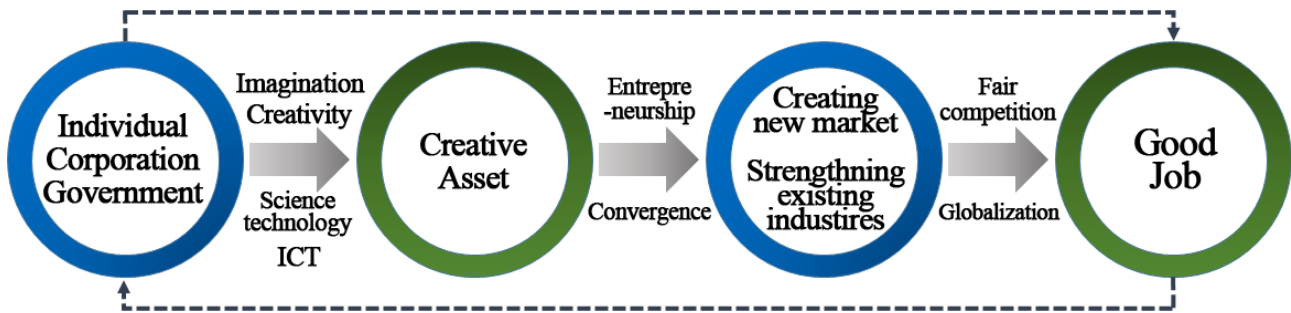 Individual
Corporation
Government
Imagination
Creativity
Science
technology
ICT
Creative
Asset
Entrepre
-neurship
Convergence
Creating
new market
Strengthning
existing
industires
Fair
competition
Globalization
Good
Job